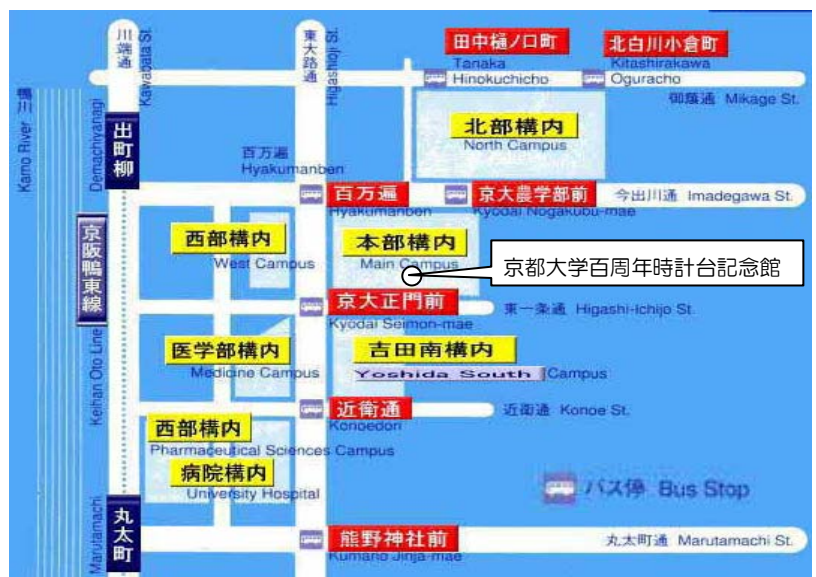 川端通
Kawabata St.
東大路通
Higashioji St.
田中樋ノ口町
Tanaka
Hinokuchicho
北白川小倉町
Kitashirakawa
Oguracho
御蔭通 Mikage St.
鴨川
Kamo River
出町柳
Demachiyanagi
北部構内
North Campus
百万遍
Hyakumanben
百万遍
Hyakumanben
京大農学部前
Kyodai Nogakubu-mae
今出川通 Imadegawa St.
京阪鴨東線
Keihan Oto Line
西部構内
West Campus
本部構内
Main Campus
京都大学百周年時計台記念館
京大正門前
Kyodai Seimon-mae
東一条通 Higashi-Ichijo St.
医学部構内
Medicine Campus
吉田南構内
Yoshida South Campus
近衛通
Konoedori
近衛通 Konoe St.
西部構内
Pharmaceutical Sciences Campus
病院構内
University Hospital
バス停 Bus Stop
丸太町
Marutamachi
熊野神社前
Kumano Jinja-mae
丸太町通 Marutamachi St.